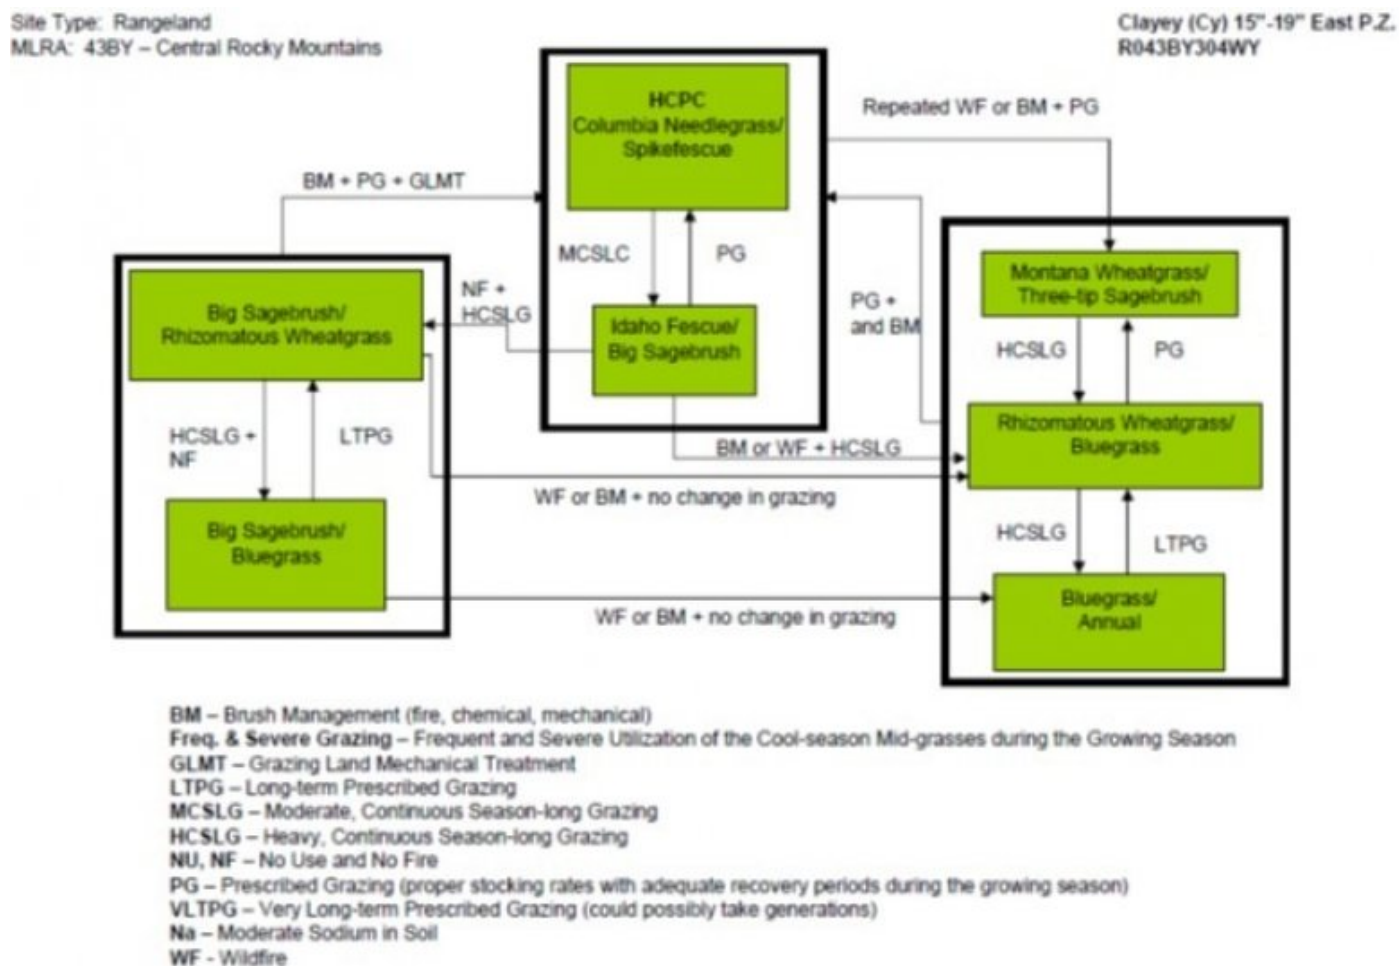 Site Type: Rangeland
MLRA: 43BY – Central Rocky Mountains
Clayey (Cy) 15"-19" East P.Z.
R043BY304WY
HCPC
Columbia Needlegrass/
Spikefescue
Repeated WF or BM + PG
BM + PG + GLMT
MCSLC
PG
NF +
HCSLG
Idaho Fescue/
Big Sagebrush
PG +
and BM
Montana Wheatgrass/
Three-tip Sagebrush
HCSLG
PG
Big Sagebrush/
Rhizomatous Wheatgrass
HCSLG +
NF
LTPG
BM or WF + HCSLG
Rhizomatous Wheatgrass/
Bluegrass
WF or BM + no change in grazing
HCSLG
LTPG
Big Sagebrush/
Bluegrass
WF or BM + no change in grazing
Bluegrass/
Annual
BM – Brush Management (fire, chemical, mechanical)
Freq. & Severe Grazing – Frequent and Severe Utilization of the Cool-season Mid-grasses during the Growing Season
GLMT – Grazing Land Mechanical Treatment
LTPG – Long-term Prescribed Grazing
MCSLG – Moderate, Continuous Season-long Grazing
HCSLG – Heavy, Continuous Season-long Grazing
NU, NF – No Use and No Fire
PG – Prescribed Grazing (proper stocking rates with adequate recovery periods during the growing season)
VLTPG – Very Long-term Prescribed Grazing (could possibly take generations)
Na – Moderate Sodium in Soil
WF - Wildfire